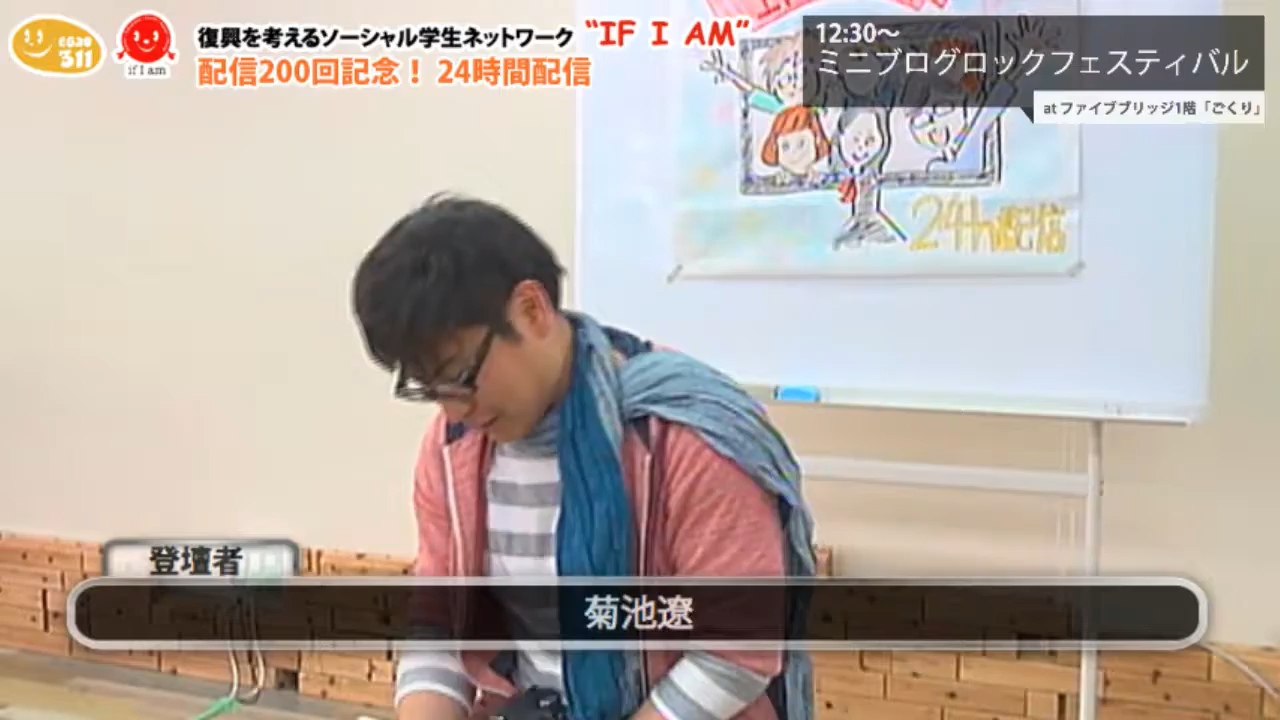 311
if I am
復興を考えるソーシャル学生ネットワーク “IF I AM”
配信200回記念！ 24時間配信
12:30～
ミニブログロックフェスティバル
at ファイブブリッジ1階「ごくり」
24h配信
登壇者
菊池遼